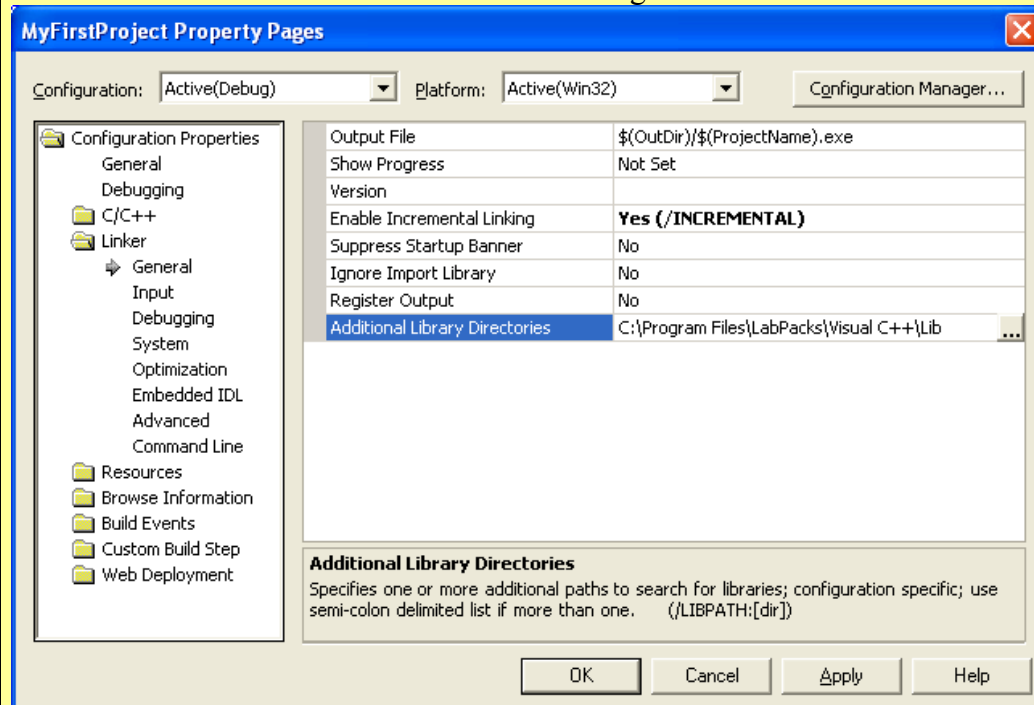 MyFirstProject Property Pages
Configuration: Active(Debug) Platform: Active(Win32) Configuration Manager...
Configuration Properties
General
Debugging
C/C++
Linker
General
Input
Debugging
System
Optimization
Embedded IDL
Advanced
Command Line
Resources
Browse Information
Build Events
Custom Build Step
Web Deployment
Output File $(OutDir)/$(ProjectName).exe
Show Progress Not Set
Version
Enable Incremental Linking Yes (/INCREMENTAL)
Suppress Startup Banner No
Ignore Import Library No
Register Output No
Additional Library Directories C:\Program Files\LabPacks\Visual C++\Lib ...
Additional Library Directories
Specifies one or more additional paths to search for libraries; configuration specific; use
semi-colon delimited list if more than one. (/LIBPATH:[dir])
OK Cancel Apply Help